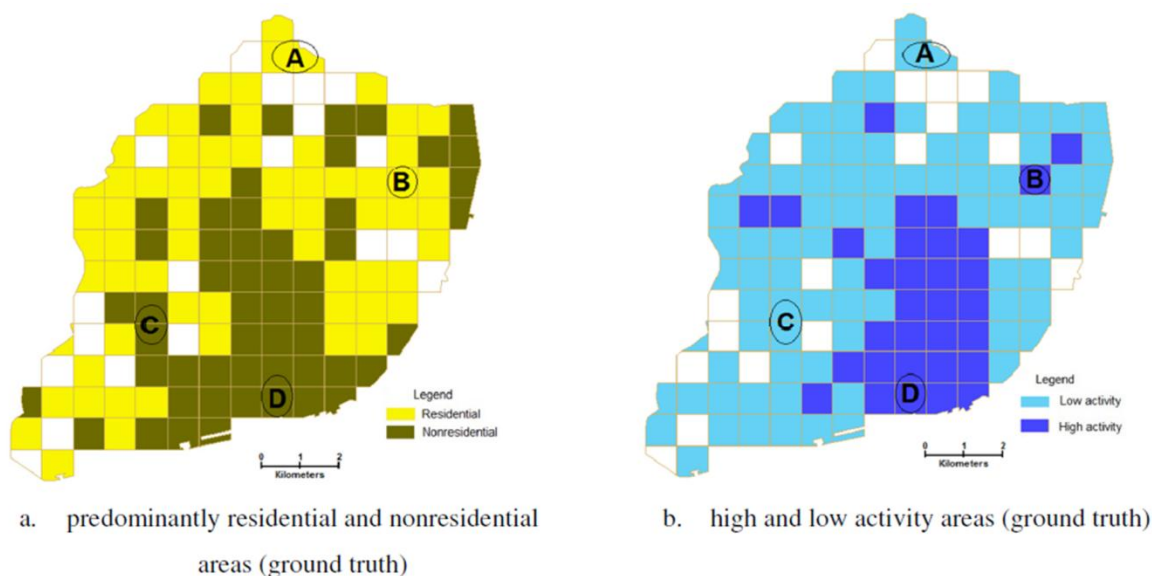 A
B
C
D
Legend
Residential
Nonresidential
0 1 2
Kilometers
a. predominantly residential and nonresidential
areas (ground truth)
A
B
C
D
Legend
Low activity
High activity
0 1 2
Kilometers
b. high and low activity areas (ground truth)